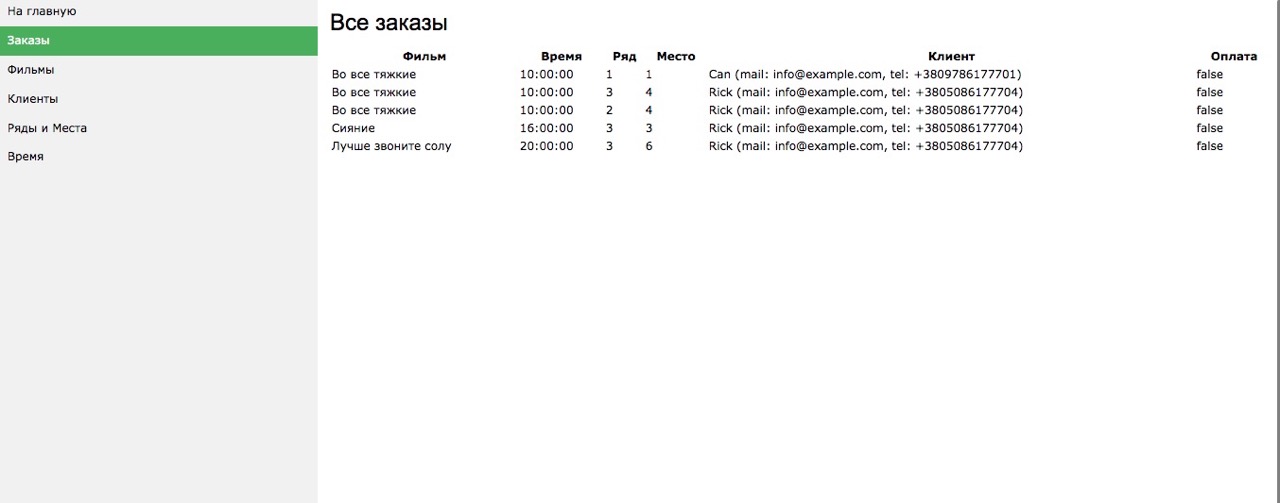 На главную
Заказы
Фильмы
Клиенты
Ряды и Места
Время
Все заказы
Фильм Время Ряд Место Клиент Оплата
Во все тяжкие 10:00:00 1 1 Can (mail: info@example.com, tel: +3809786177701) false
Во все тяжкие 10:00:00 3 4 Rick (mail: info@example.com, tel: +3805086177704) false
Во все тяжкие 10:00:00 2 4 Rick (mail: info@example.com, tel: +3805086177704) false
Сияние 16:00:00 3 3 Rick (mail: info@example.com, tel: +3805086177704) false
Лучше звоните солу 20:00:00 3 6 Rick (mail: info@example.com, tel: +3805086177704) false